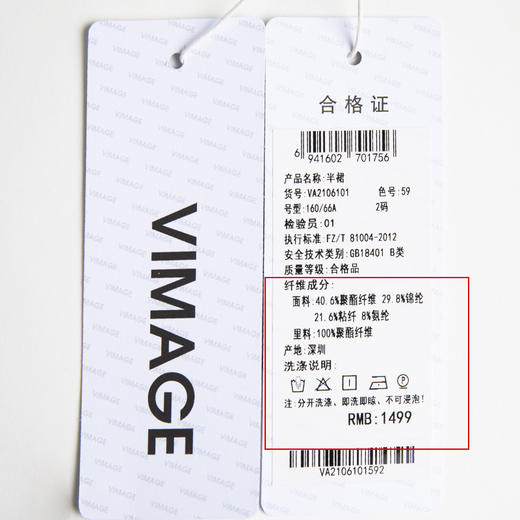 VIMAGE
合格证
6 941602 701756
产品名称:半裙
货号:VA2106101 色号:59
号型:160/66A 2码
检验员:01
执行标准:FZ/T 81004-2012
安全技术类别:GB18401 B类
质量等级:合格品
纤维成分:
面料:40.6%聚酯纤维 29.8%锦纶
21.6%粘纤 8%氨纶
里料:100%聚酯纤维
产地:深圳
洗涤说明:
注:分开洗涤、即洗即晾、不可浸泡!
RMB:1499
VA2106101592